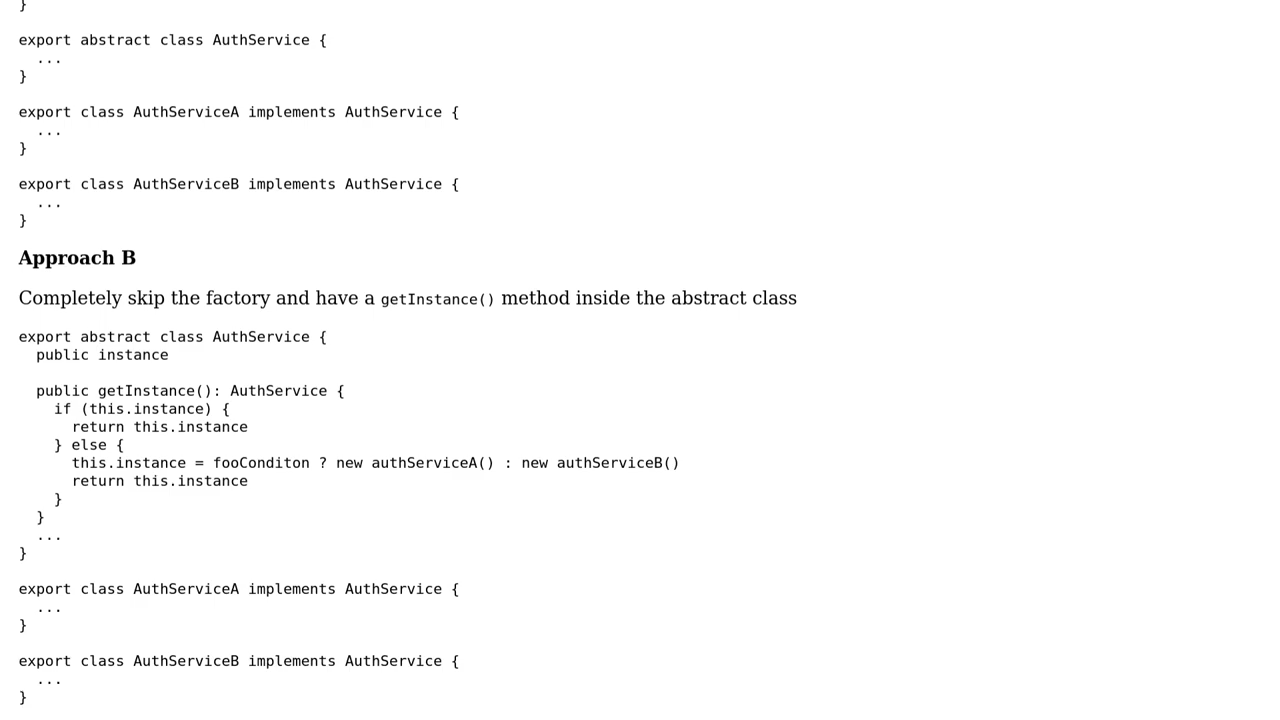 }
export abstract class AuthService {
  ...
}
export class AuthServiceA implements AuthService {
  ...
}
export class AuthServiceB implements AuthService {
  ...
}
Approach B
Completely skip the factory and have a getInstance() method inside the abstract class
export abstract class AuthService {
  public instance
  public getInstance(): AuthService {
    if (this.instance) {
      return this.instance
    } else {
      this.instance = fooConditon ? new authServiceA() : new authServiceB()
      return this.instance
    }
  }
  ...
}
export class AuthServiceA implements AuthService {
  ...
}
export class AuthServiceB implements AuthService {
  ...
}